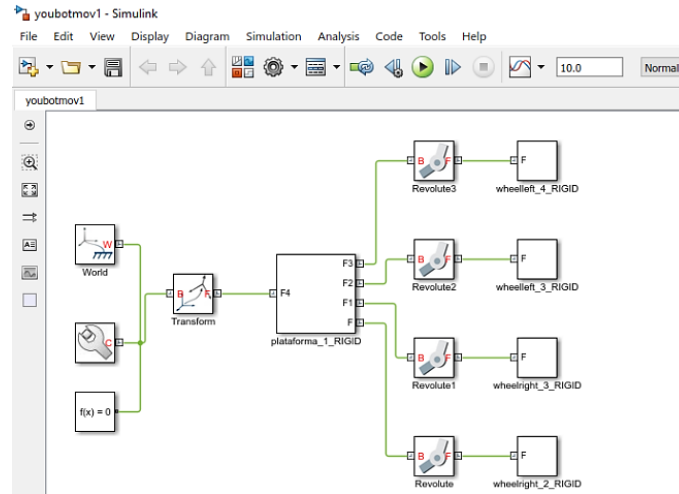 youbotmov1 - Simulink
File Edit View Display Diagram Simulation Analysis Code Tools Help
10.0 Normal
youbotmov1
B F
Revolute3
F
wheelleft_4_RIGID
W
World
B F
Transform
F4 F3
F2
F1
F
plataforma_1_RIGID
B F
Revolute2
F
wheelleft_3_RIGID
C
B F
Revolute1
F
wheelright_3_RIGID
f(x) = 0
B F
Revolute
F
wheelright_2_RIGID